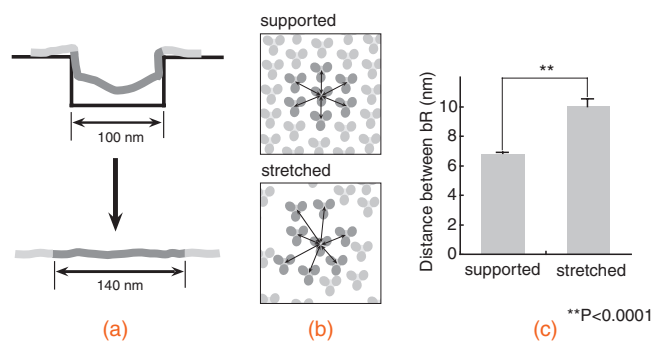 100 nm
140 nm
(a)
supported
stretched
(b)
Distance between bR (nm)
10
8
6
4
2
0
**
supported
stretched
**P<0.0001
(c)